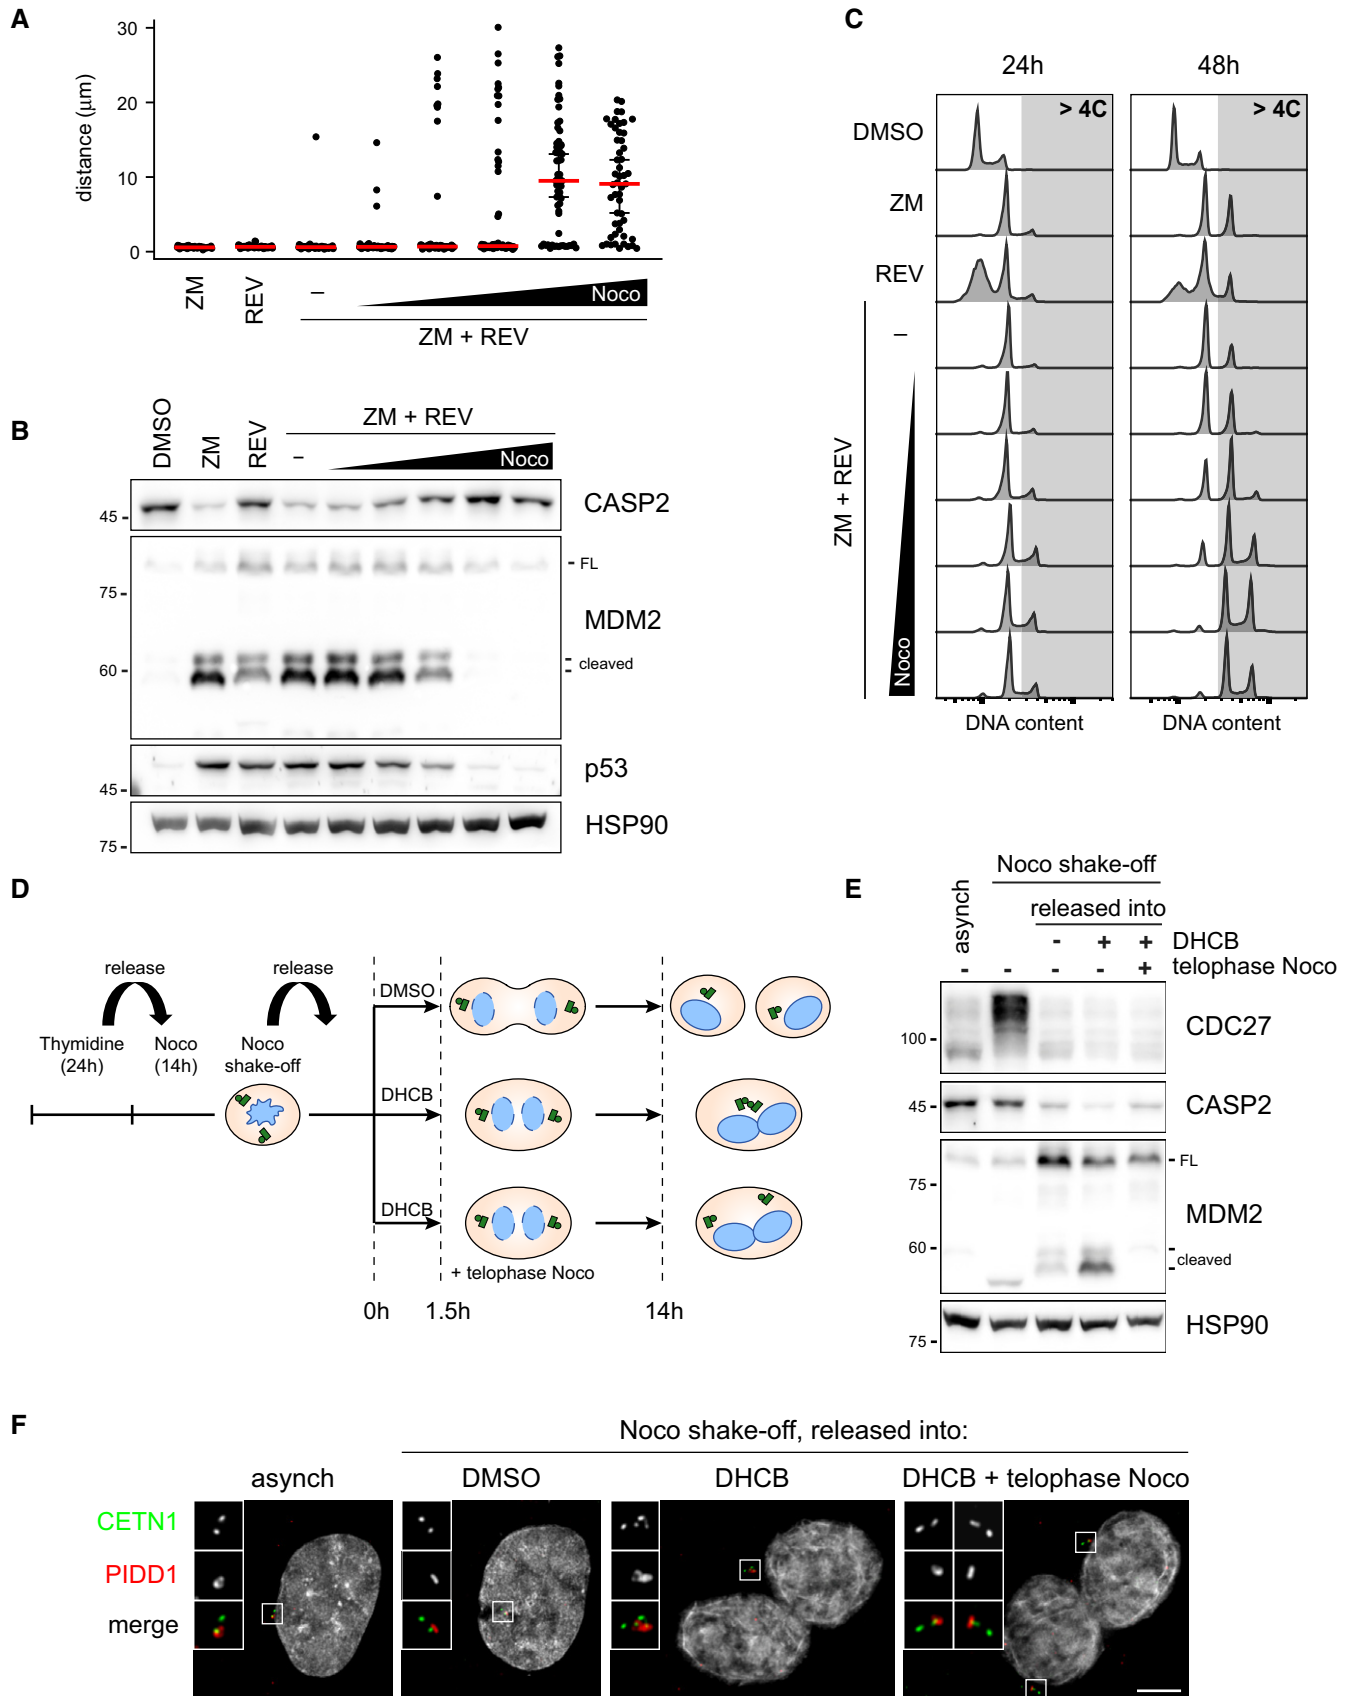 A
distance (μm)
30
20
10
0
ZM
REV
–
Noco
ZM + REV
B
DMSO
ZM
REV
ZM + REV
–
Noco
45
CASP2
FL
75
MDM2
cleaved
60
p53
45
HSP90
75
C
24h
48h
> 4C
> 4C
DMSO
ZM
REV
–
ZM + REV
Noco
DNA content
DNA content
D
release
release
Thymidine
(24h)
Noco
(14h)
Noco
shake-off
DMSO
DHCB
DHCB
+ telophase Noco
0h
1.5h
14h
E
asynch
Noco shake-off
released into
- + + DHCB
- - - - + telophase Noco
100
CDC27
45
CASP2
FL
75
MDM2
60
cleaved
HSP90
75
F
Noco shake-off, released into:
asynch
DMSO
DHCB
DHCB + telophase Noco
CETN1
PIDD1
merge